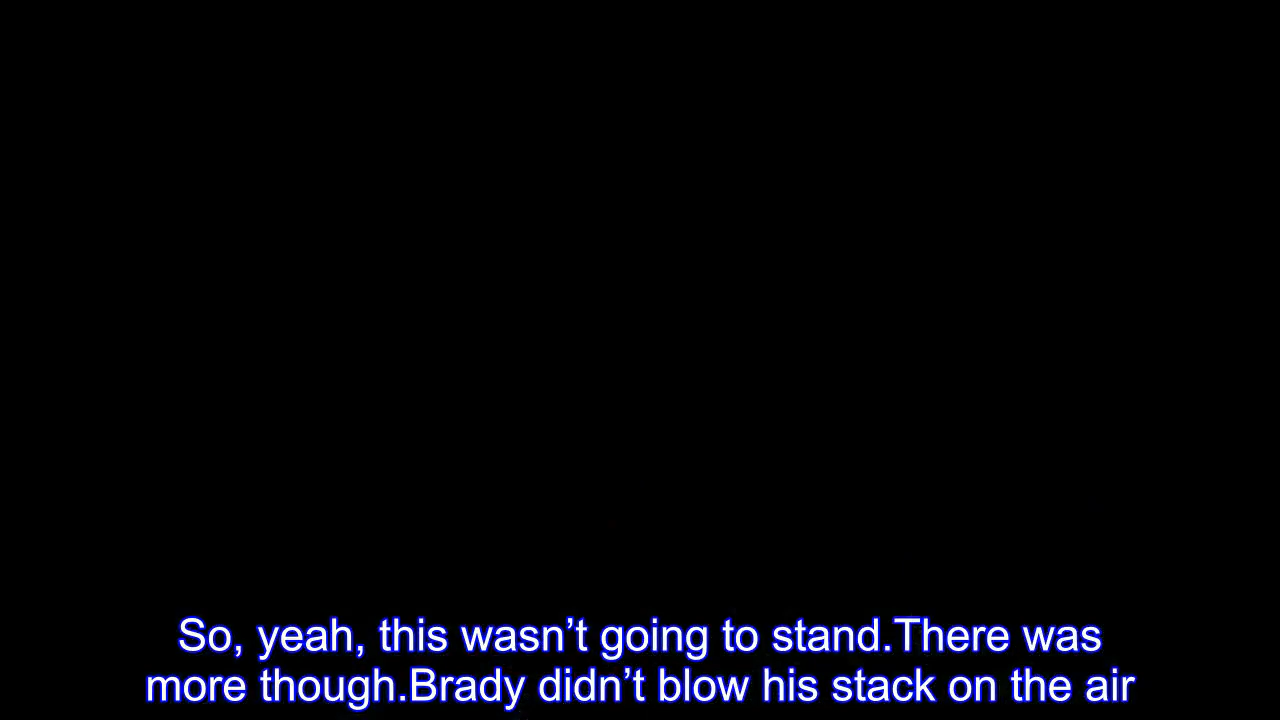 So, yeah, this wasn’t going to stand.There was
more though.Brady didn’t blow his stack on the air